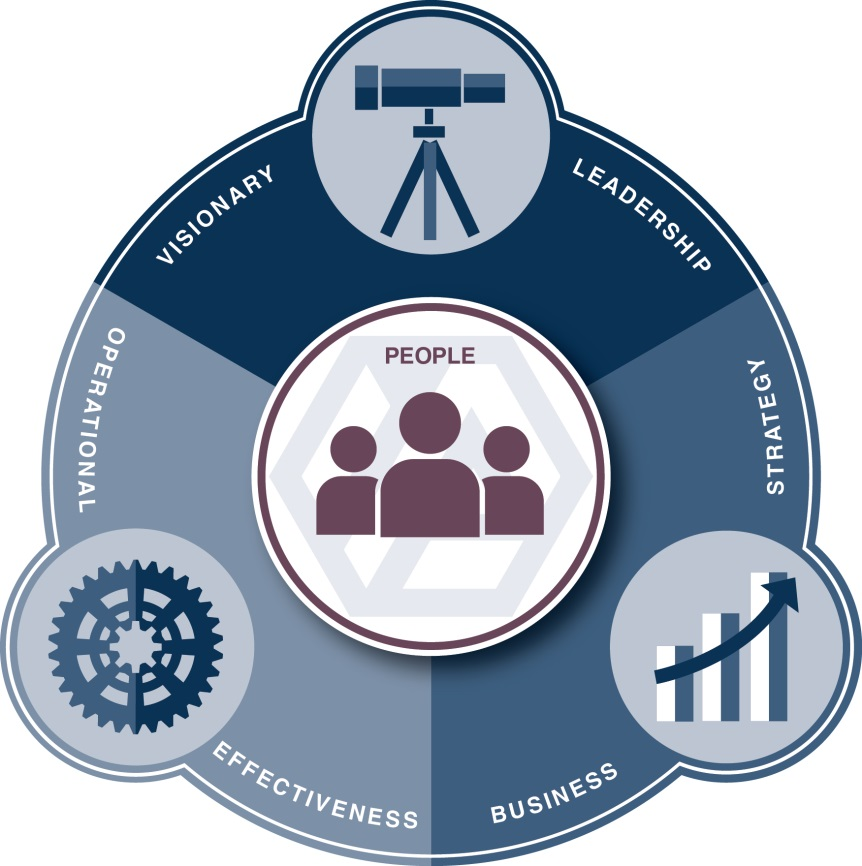 VISIONARY
LEADERSHIP
PEOPLE
OPERATIONAL
EFFECTIVENESS
BUSINESS
STRATEGY